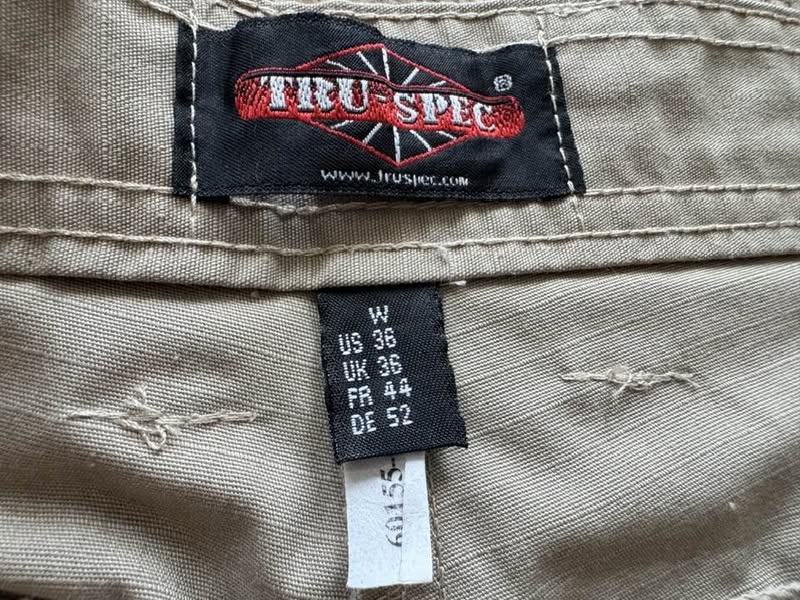 TRU-SPEC®
www.truspec.com
W
US 36
UK 36
FR 44
DE 52
60155-